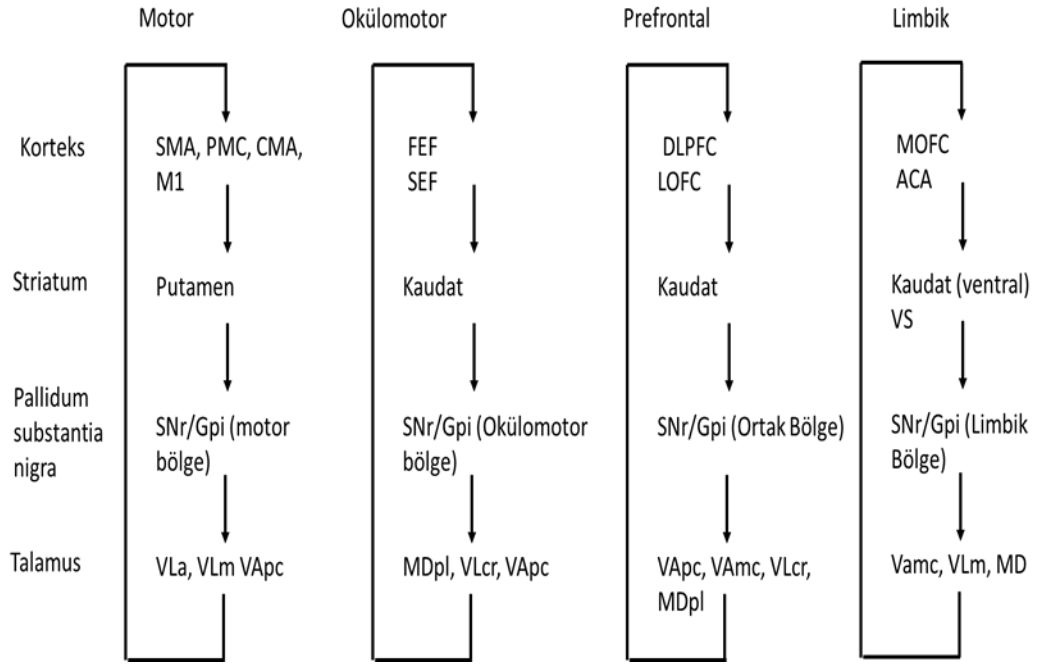 Motor
Okülomotor
Prefrontal
Limbik
Korteks
SMA, PMC, CMA,
M1
FEF
SEF
DLPFC
LOFC
MOFC
ACA
Striatum
Putamen
Kaudat
Kaudat
Kaudat (ventral)
VS
Pallidum
substantia
nigra
SNr/Gpi (motor
bölge)
SNr/Gpi (Okülomotor
bölge)
SNr/Gpi (Ortak Bölge)
SNr/Gpi (Limbik
Bölge)
Talamus
VLa, VLm VApc
MDpl, VLcr, VApc
VApc, VAmc, VLcr,
MDpl
Vamc, VLm, MD